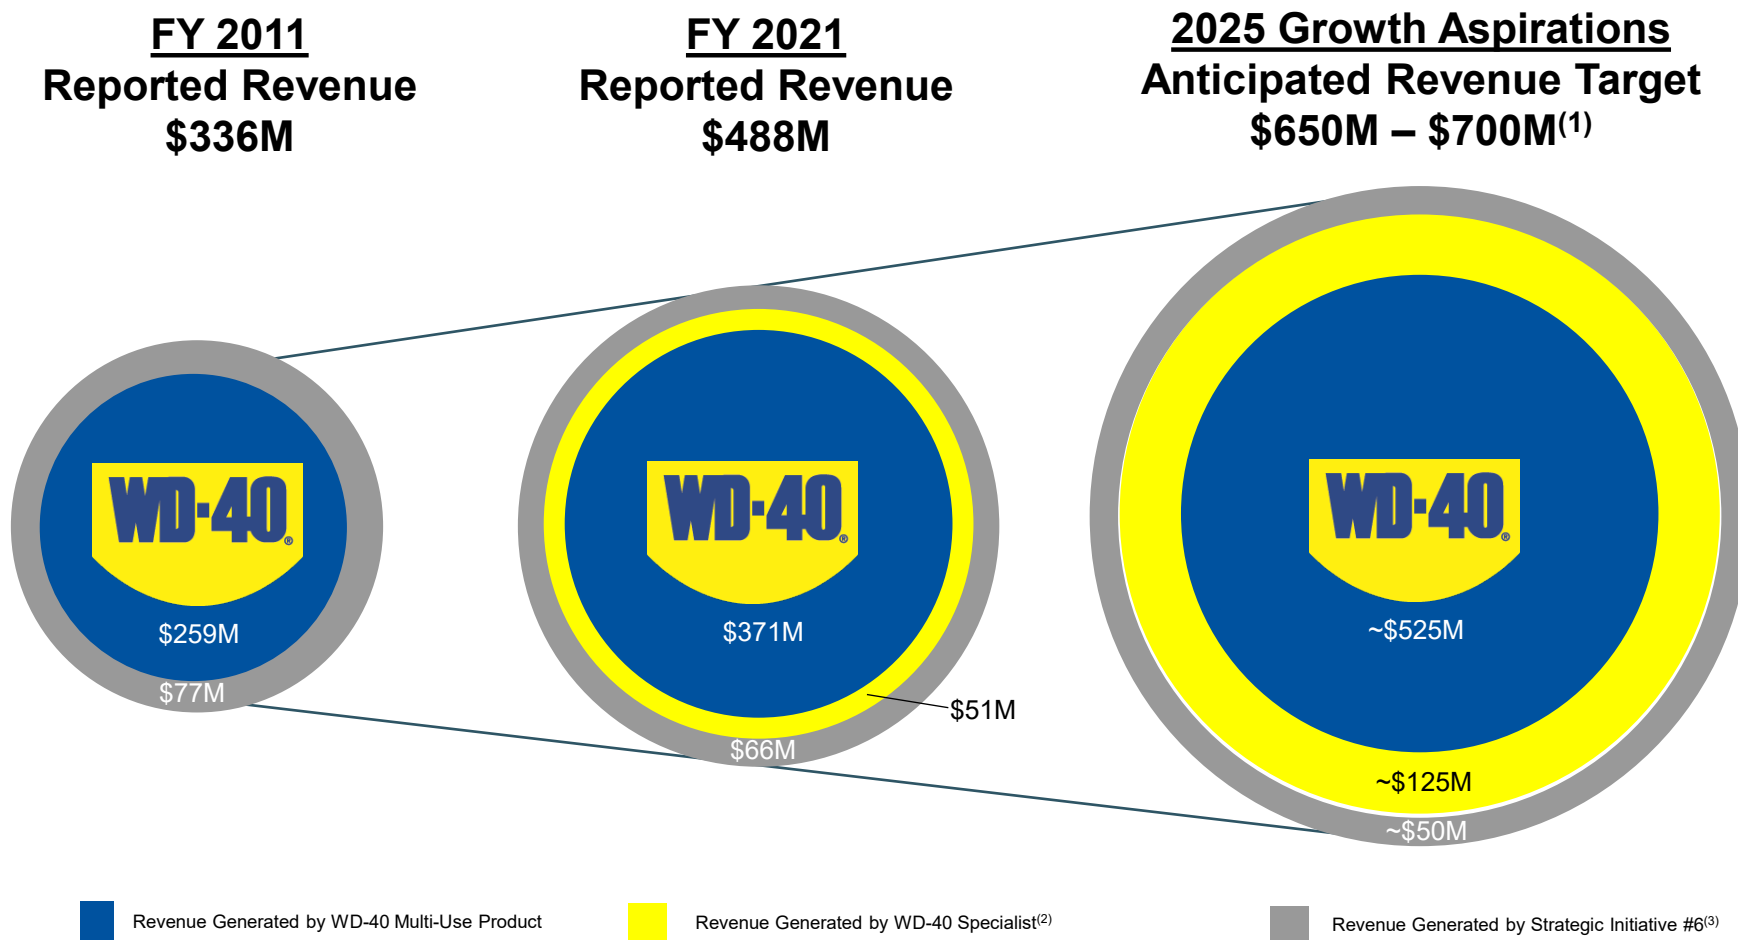 FY 2011
Reported Revenue
$336M
FY 2021
Reported Revenue
$488M
2025 Growth Aspirations
Anticipated Revenue Target
$650M – $700M(1)
WD-40®
$259M
$77M
WD-40®
$371M
$51M
$66M
WD-40®
~$525M
~$125M
~$50M
Revenue Generated by WD-40 Multi-Use Product
Revenue Generated by WD-40 Specialist(2)
Revenue Generated by Strategic Initiative #6(3)